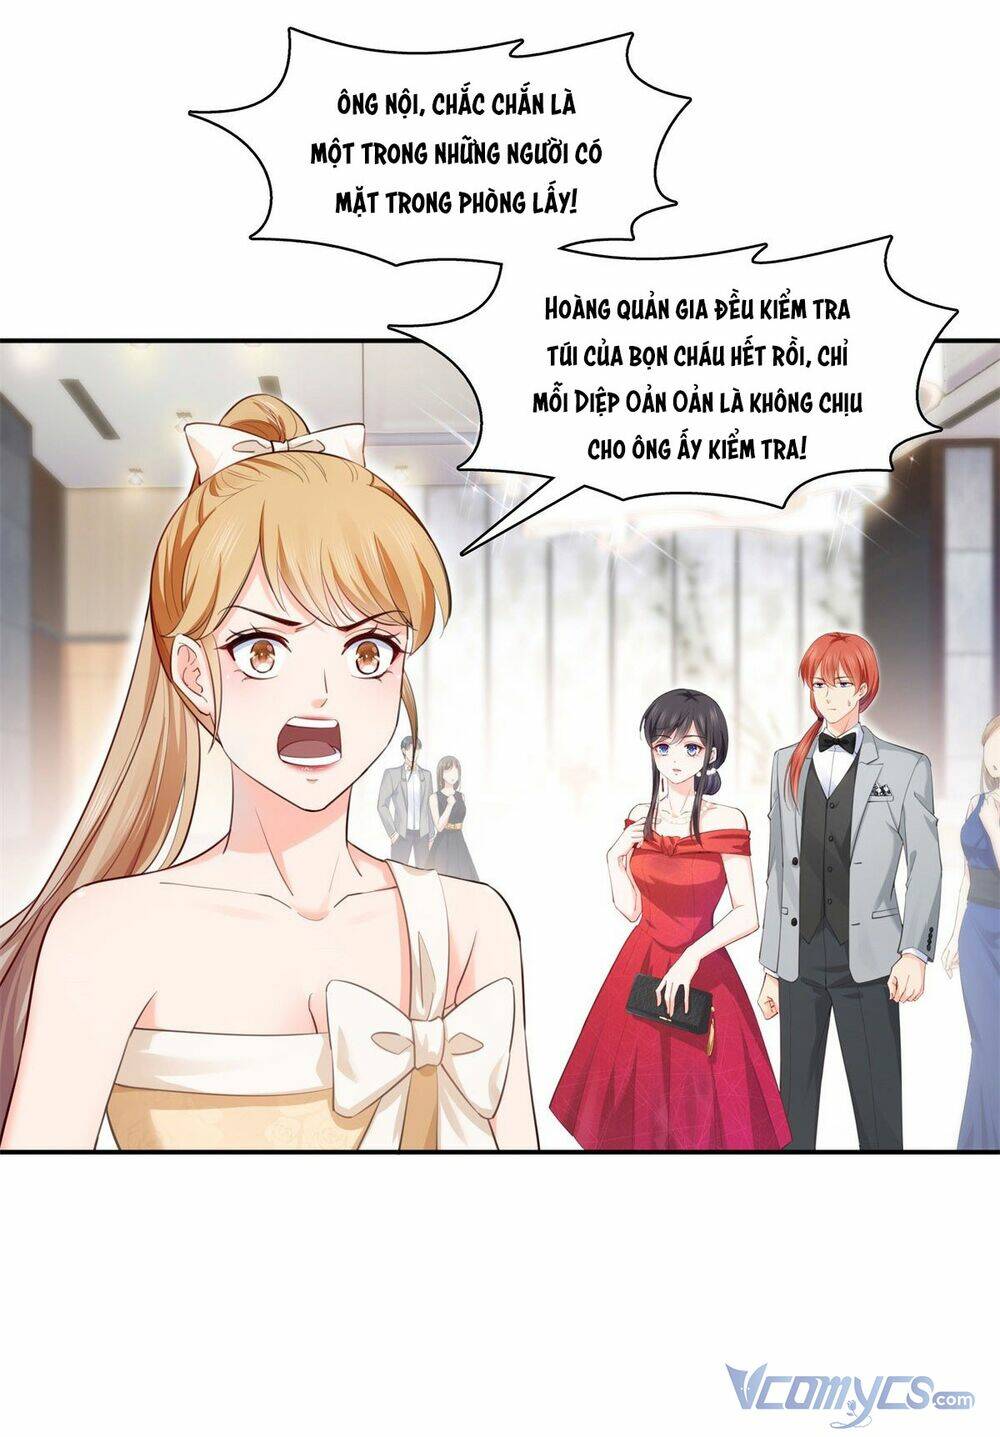 ÔNG NỘI, CHẮC CHẮN LÀ
MỘT TRONG NHỮNG NGƯỜI CÓ
MẶT TRONG PHÒNG LẤY!
HOÀNG QUẢN GIA ĐỀU KIỂM TRA
TÚI CỦA BỌN CHÁU HẾT RỒI, CHỈ
MỖI DIỆP OẢN OẢN LÀ KHÔNG CHỊU
CHO ÔNG ẤY KIỂM TRA!
VCOMYCS.com